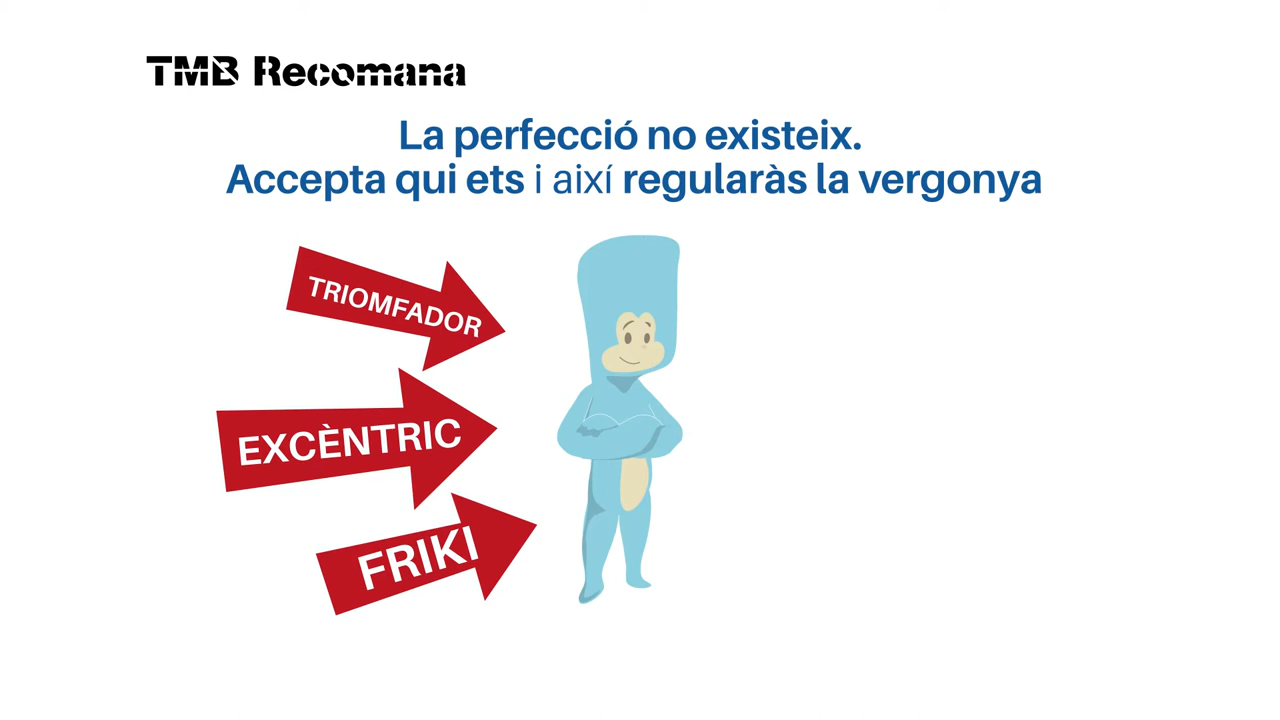 TMB Recomana
La perfecció no existeix.
Accepta qui ets i així regularàs la vergonya
TRIOMFADOR
EXCÈNTRIC
FRIKI